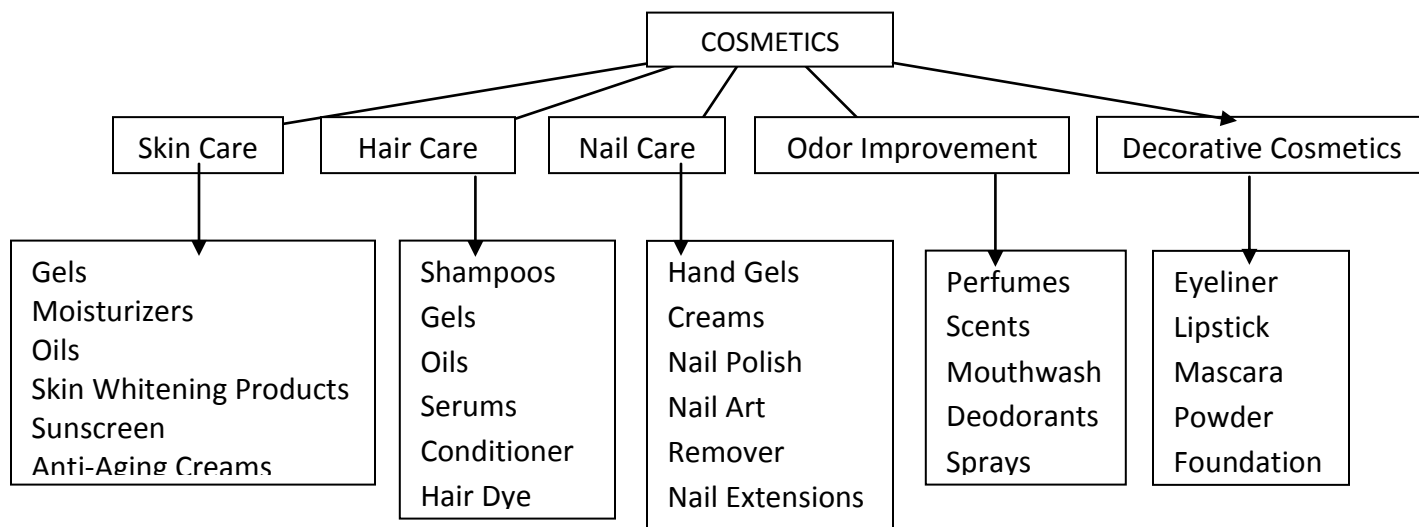 COSMETICS
Skin Care
Hair Care
Nail Care
Odor Improvement
Decorative Cosmetics
Gels
Moisturizers
Oils
Skin Whitening Products
Sunscreen
Anti-Aging Creams
Shampoos
Gels
Oils
Serums
Conditioner
Hair Dye
Hand Gels
Creams
Nail Polish
Nail Art
Remover
Nail Extensions
Perfumes
Scents
Mouthwash
Deodorants
Sprays
Eyeliner
Lipstick
Mascara
Powder
Foundation